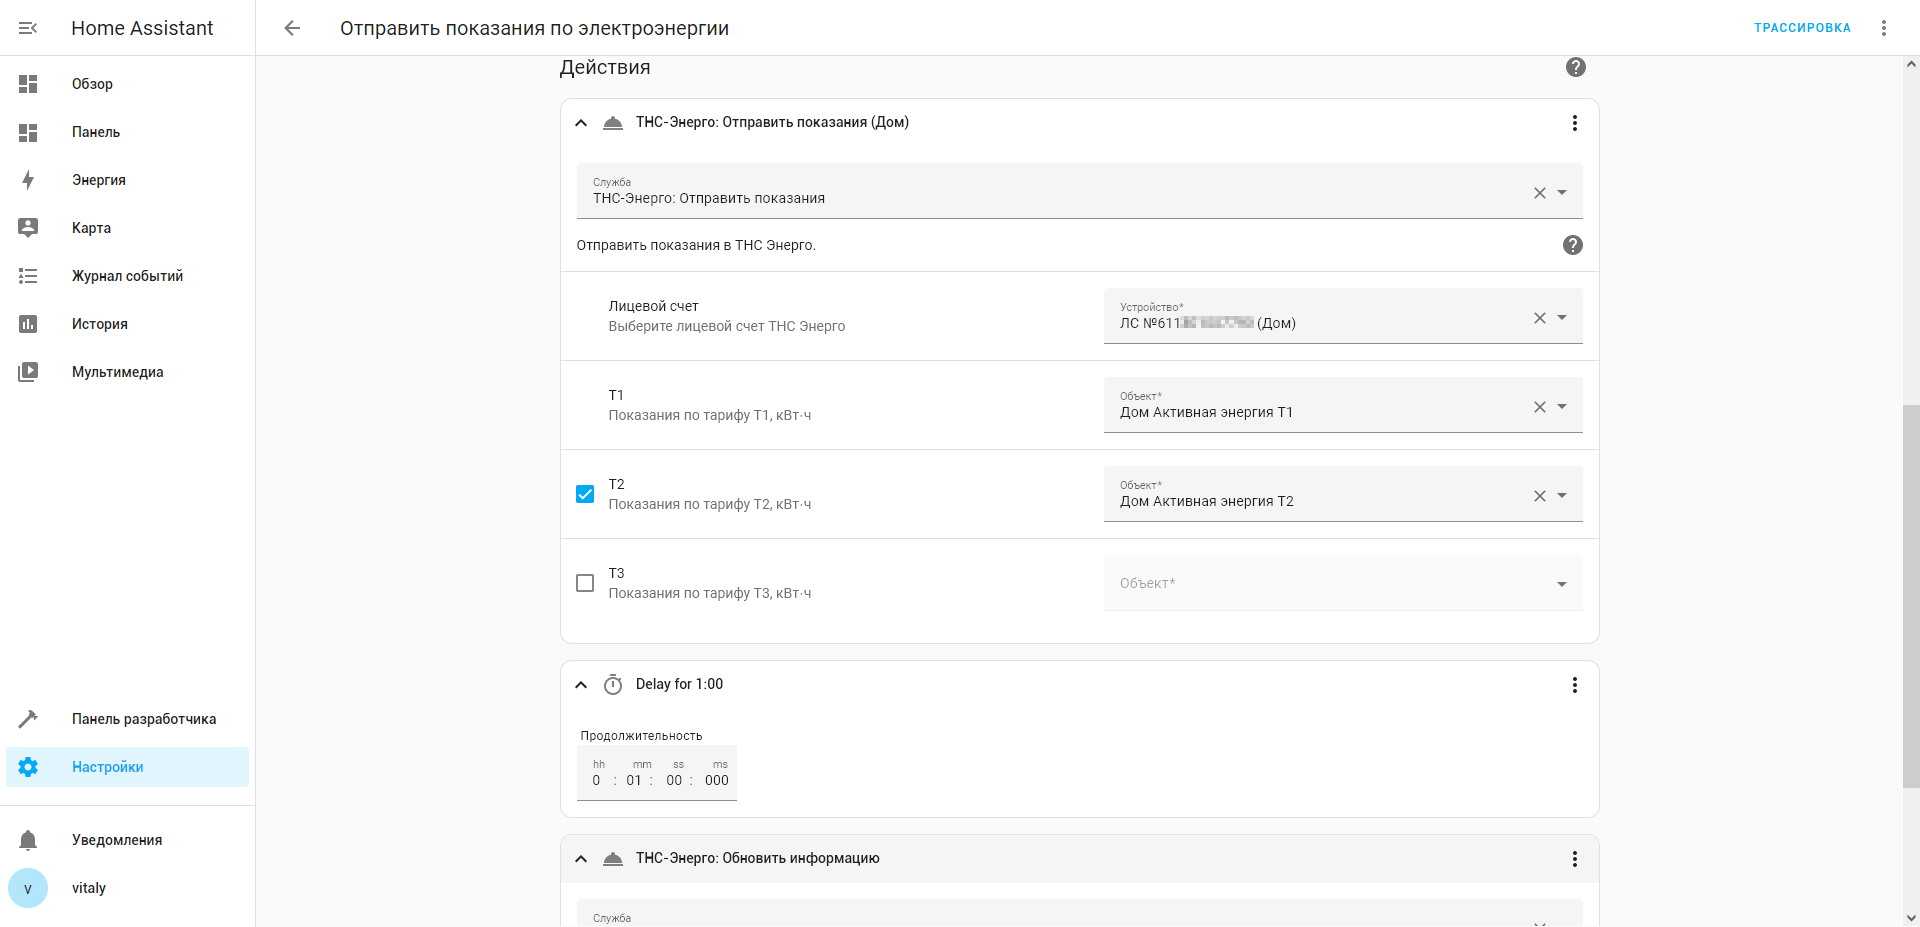 Home Assistant
Отправить показания по электроэнергии
ТРАССИРОВКА
Обзор
Панель
Энергия
Карта
Журнал событий
История
Мультимедиа
Панель разработчика
Настройки
Уведомления
v
vitaly
Действия
ТНС-Энерго: Отправить показания (Дом)
Служба
ТНС-Энерго: Отправить показания
Отправить показания в ТНС Энерго.
Лицевой счет
Выберите лицевой счет ТНС Энерго
Устройство*
ЛС №611 (Дом)
T1
Показания по тарифу Т1, кВт·ч
Объект*
Дом Активная энергия T1
T2
Показания по тарифу Т2, кВт·ч
Объект*
Дом Активная энергия T2
T3
Показания по тарифу Т3, кВт·ч
Объект*
Delay for 1:00
Продолжительность
hh mm ss ms
0 : 01 : 00 : 000
ТНС-Энерго: Обновить информацию
Служба